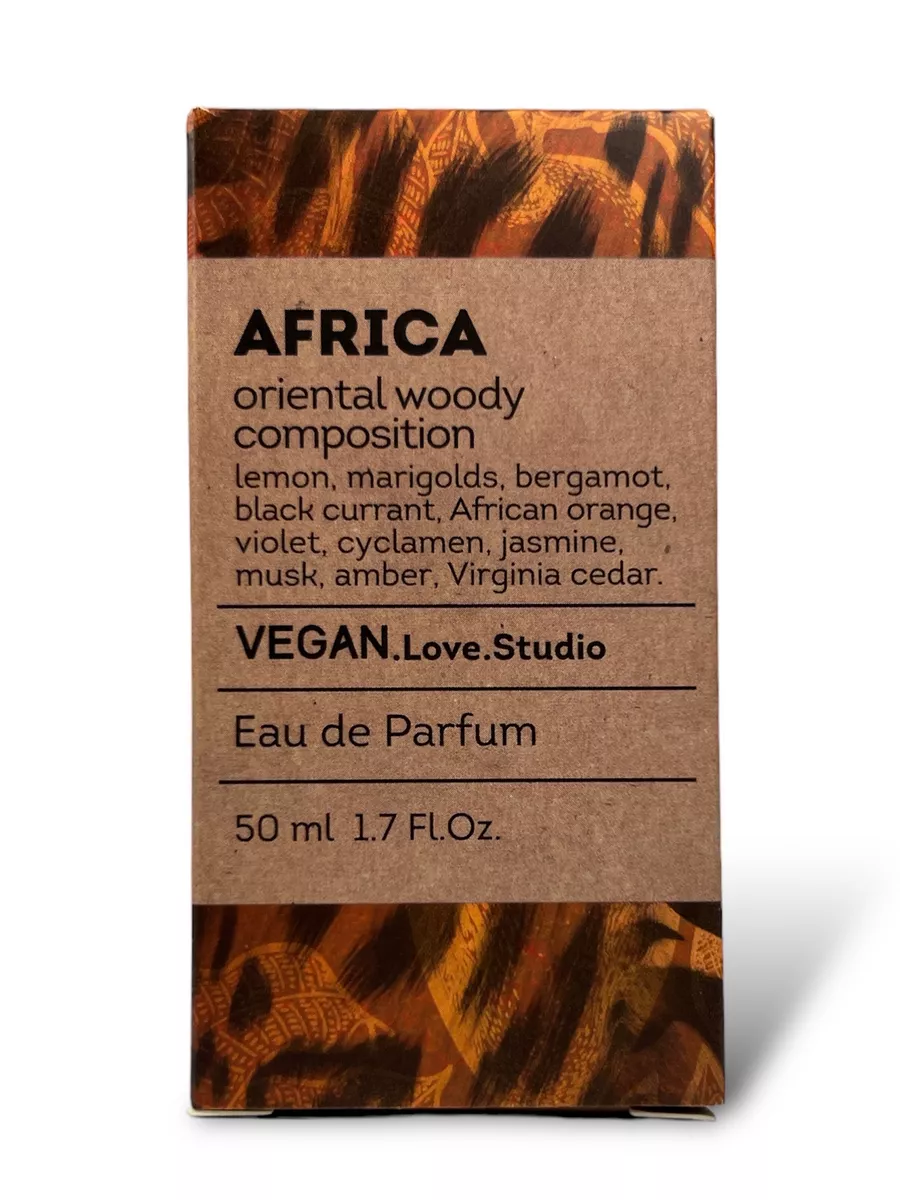 AFRICA
oriental woody
composition
lemon, marigolds, bergamot,
black currant, African orange,
violet, cyclamen, jasmine,
musk, amber, Virginia cedar.
VEGAN.Love.Studio
Eau de Parfum
50 ml 1.7 Fl.Oz.